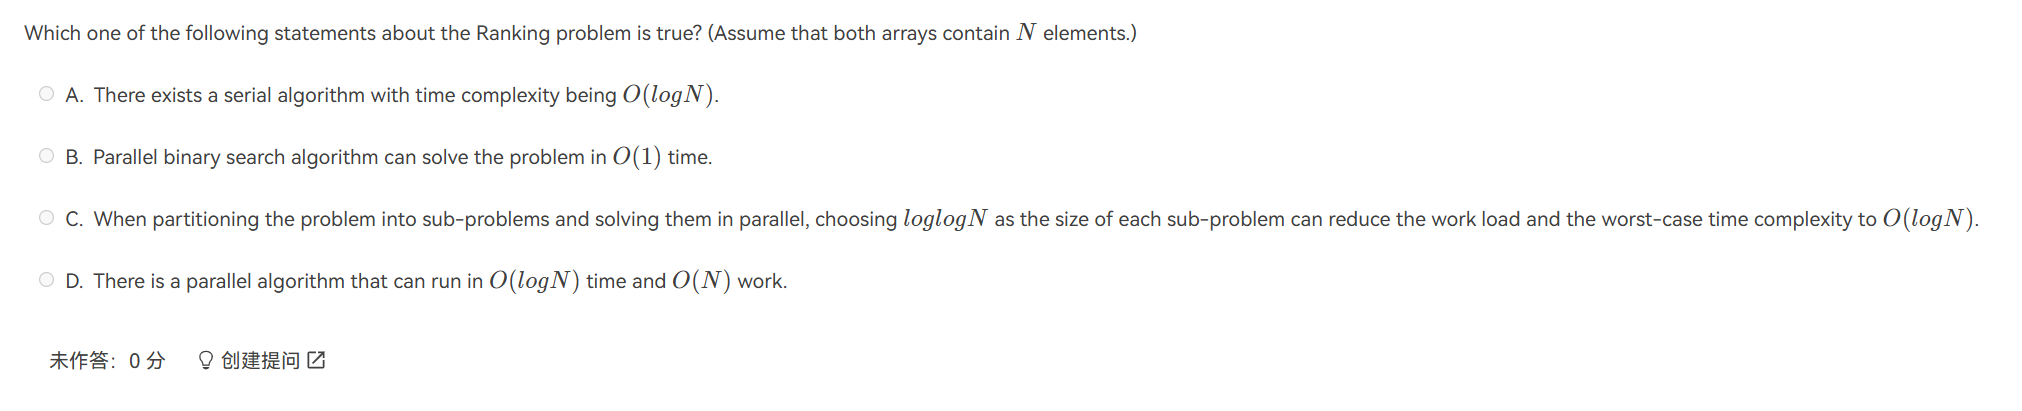 Which one of the following statements about the Ranking problem is true? (Assume that both arrays contain N elements.)
A. There exists a serial algorithm with time complexity being O(logN).
B. Parallel binary search algorithm can solve the problem in O(1) time.
C. When partitioning the problem into sub-problems and solving them in parallel, choosing loglogN as the size of each sub-problem can reduce the work load and the worst-case time complexity to O(logN).
D. There is a parallel algorithm that can run in O(logN) time and O(N) work.
未作答：0 分 创建提问